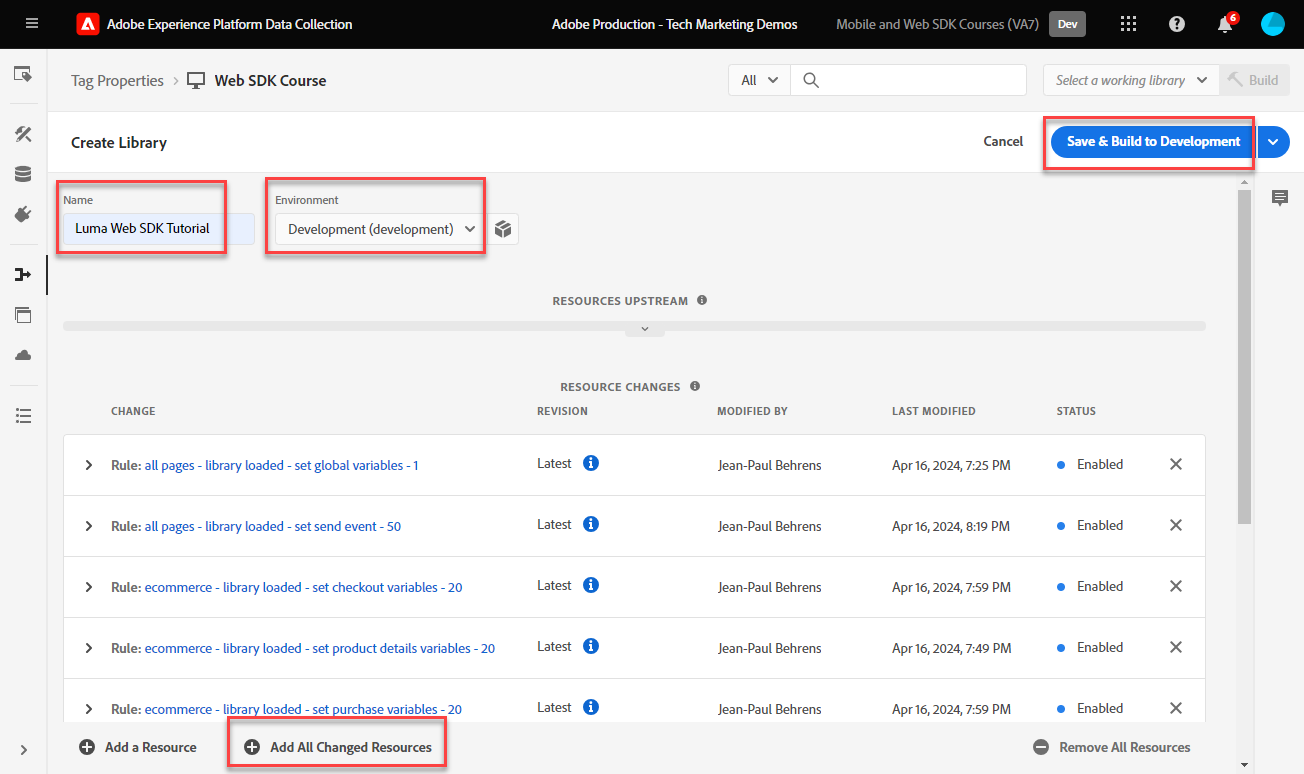 Adobe Experience Platform Data Collection
Adobe Production - Tech Marketing Demos
Mobile and Web SDK Courses (VA7)
Dev
6
Tag Properties
Web SDK Course
All
Select a working library
Build
Create Library
Cancel
Save & Build to Development
Name
Environment
Luma Web SDK Tutorial
Development (development)
RESOURCES UPSTREAM
RESOURCE CHANGES
CHANGE REVISION MODIFIED BY LAST MODIFIED STATUS
Rule: all pages - library loaded - set global variables - 1 Latest Jean-Paul Behrens Apr 16, 2024, 7:25 PM Enabled
Rule: all pages - library loaded - set send event - 50 Latest Jean-Paul Behrens Apr 16, 2024, 8:19 PM Enabled
Rule: ecommerce - library loaded - set checkout variables - 20 Latest Jean-Paul Behrens Apr 16, 2024, 7:59 PM Enabled
Rule: ecommerce - library loaded - set product details variables - 20 Latest Jean-Paul Behrens Apr 16, 2024, 7:49 PM Enabled
Rule: ecommerce - library loaded - set purchase variables - 20 Latest Jean-Paul Behrens Apr 16, 2024, 7:59 PM Enabled
Add a Resource
Add All Changed Resources
Remove All Resources